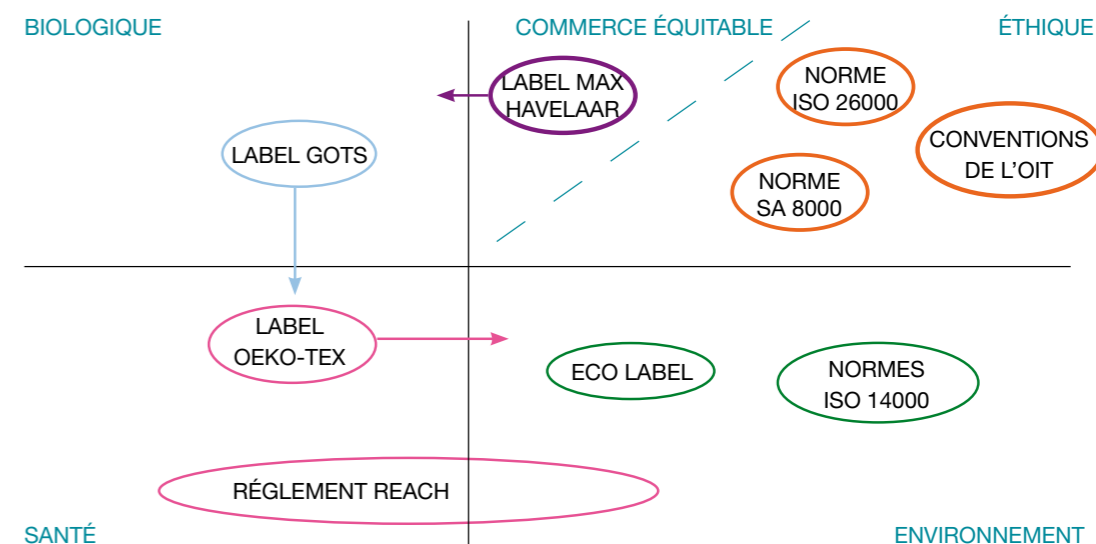 BIOLOGIQUE
COMMERCE ÉQUITABLE
ÉTHIQUE
LABEL MAX
HAVELAAR
NORME
ISO 26000
CONVENTIONS
DE L'OIT
LABEL GOTS
NORME
SA 8000
LABEL
OEKO-TEX
ECO LABEL
NORMES
ISO 14000
RÉGLEMENT REACH
SANTÉ
ENVIRONNEMENT